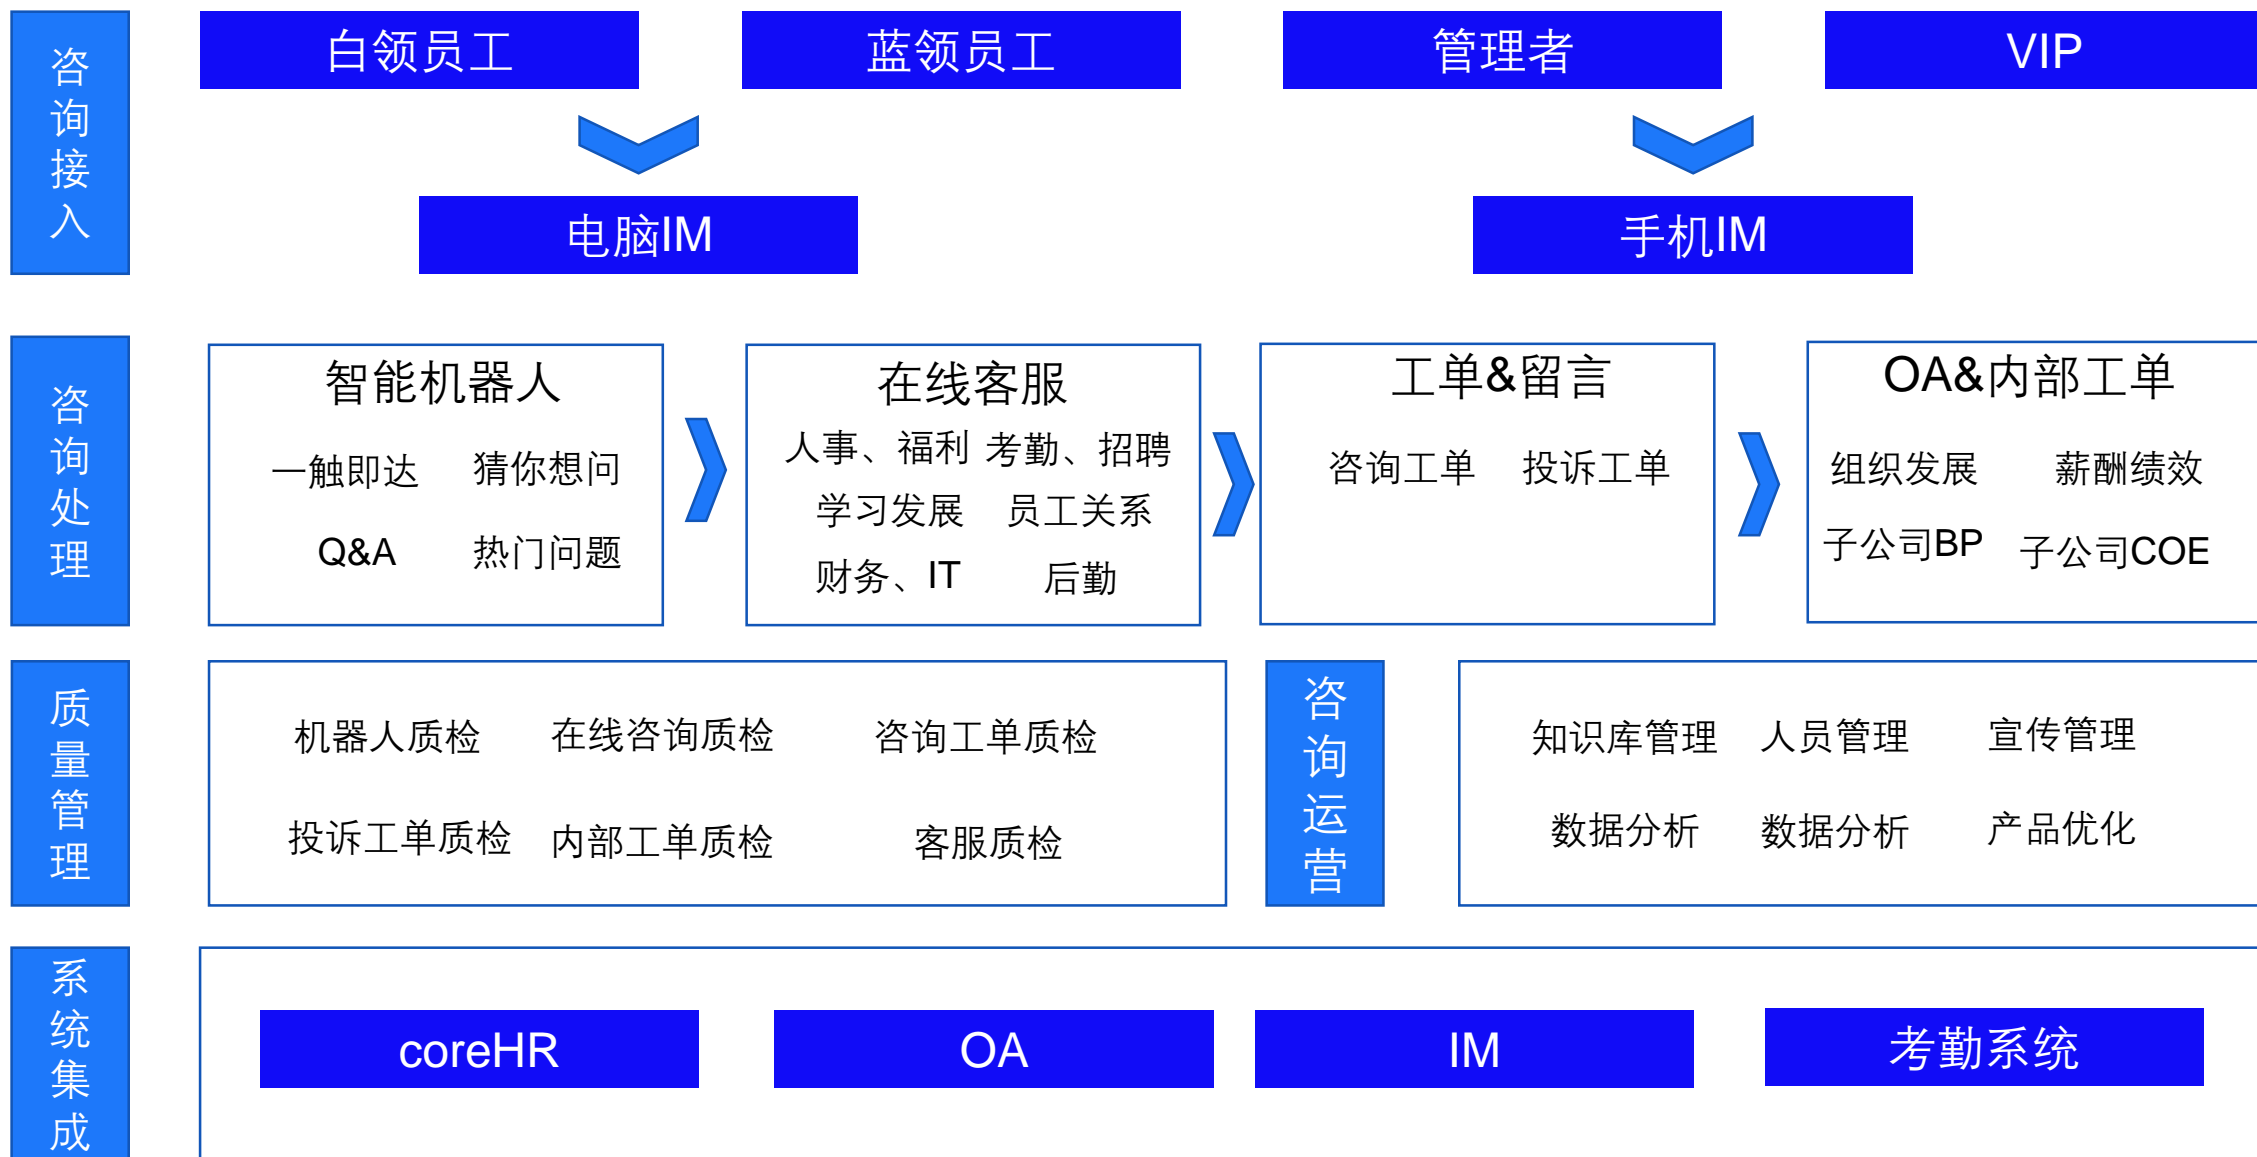 咨询接入
白领员工
蓝领员工
管理者
VIP
电脑IM
手机IM
咨询处理
智能机器人
一触即达
猜你想问
Q&A
热门问题
在线客服
人事、福利
考勤、招聘
学习发展
员工关系
财务、IT
后勤
工单&留言
咨询工单
投诉工单
OA&内部工单
组织发展
薪酬绩效
子公司BP
子公司COE
质量管理
机器人质检
在线咨询质检
咨询工单质检
投诉工单质检
内部工单质检
客服质检
咨询运营
知识库管理
人员管理
宣传管理
数据分析
数据分析
产品优化
系统集成
coreHR
OA
IM
考勤系统